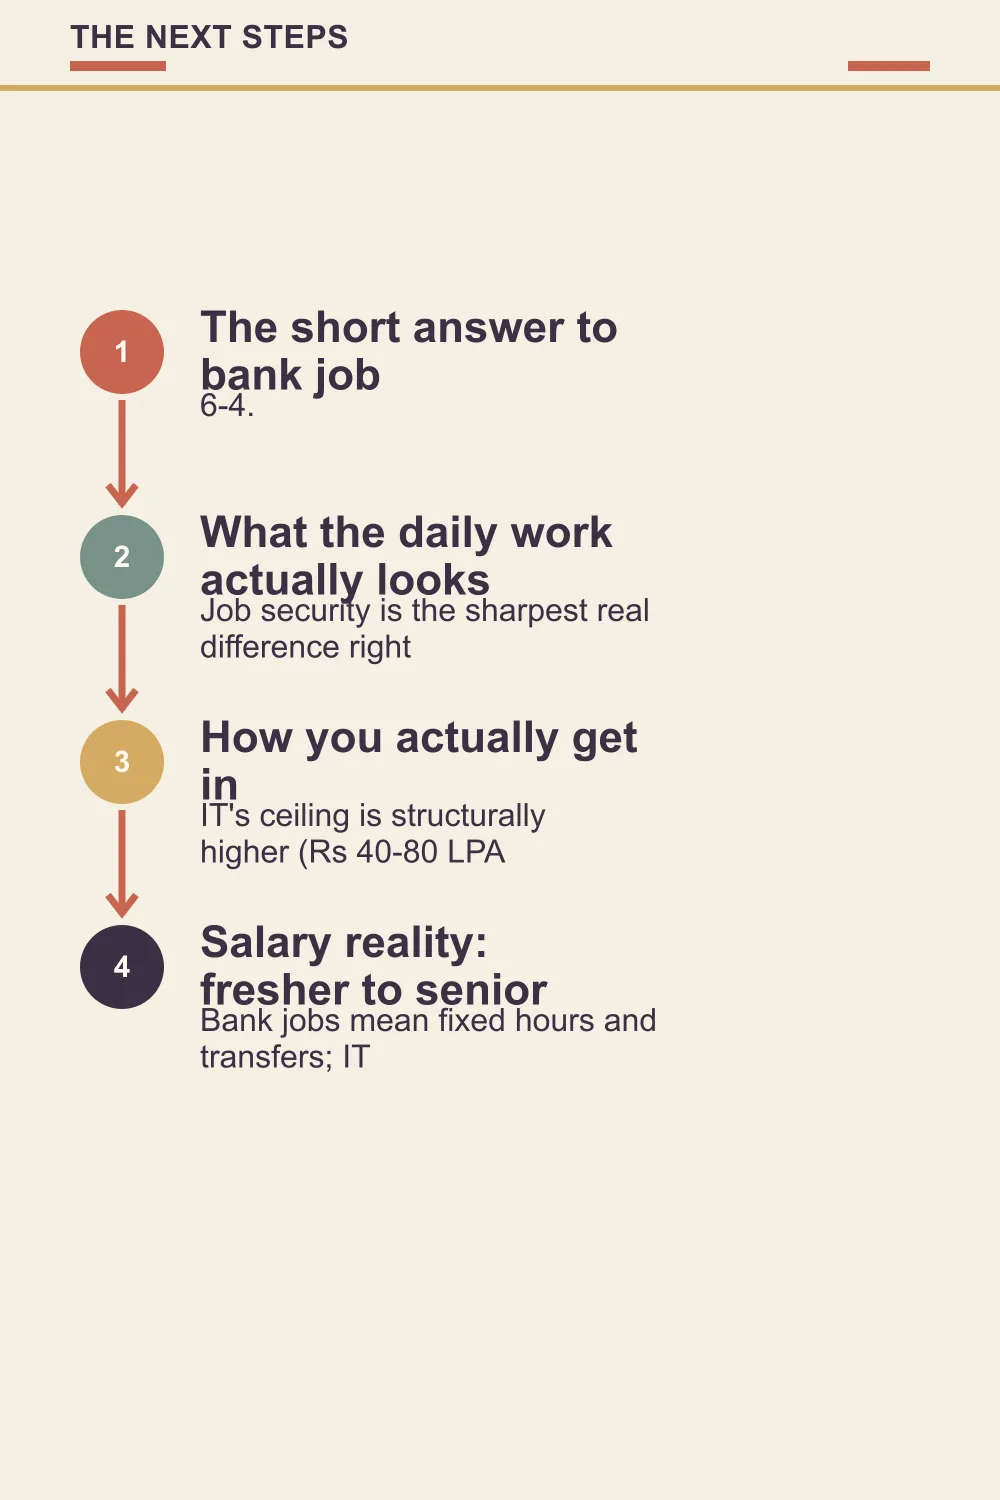 THE NEXT STEPS
1
The short answer to
bank job
6-4.
2
What the daily work
actually looks
Job security is the sharpest real
difference right
3
How you actually get
in
IT's ceiling is structurally
higher (Rs 40-80 LPA
4
Salary reality:
fresher to senior
Bank jobs mean fixed hours and
transfers; IT